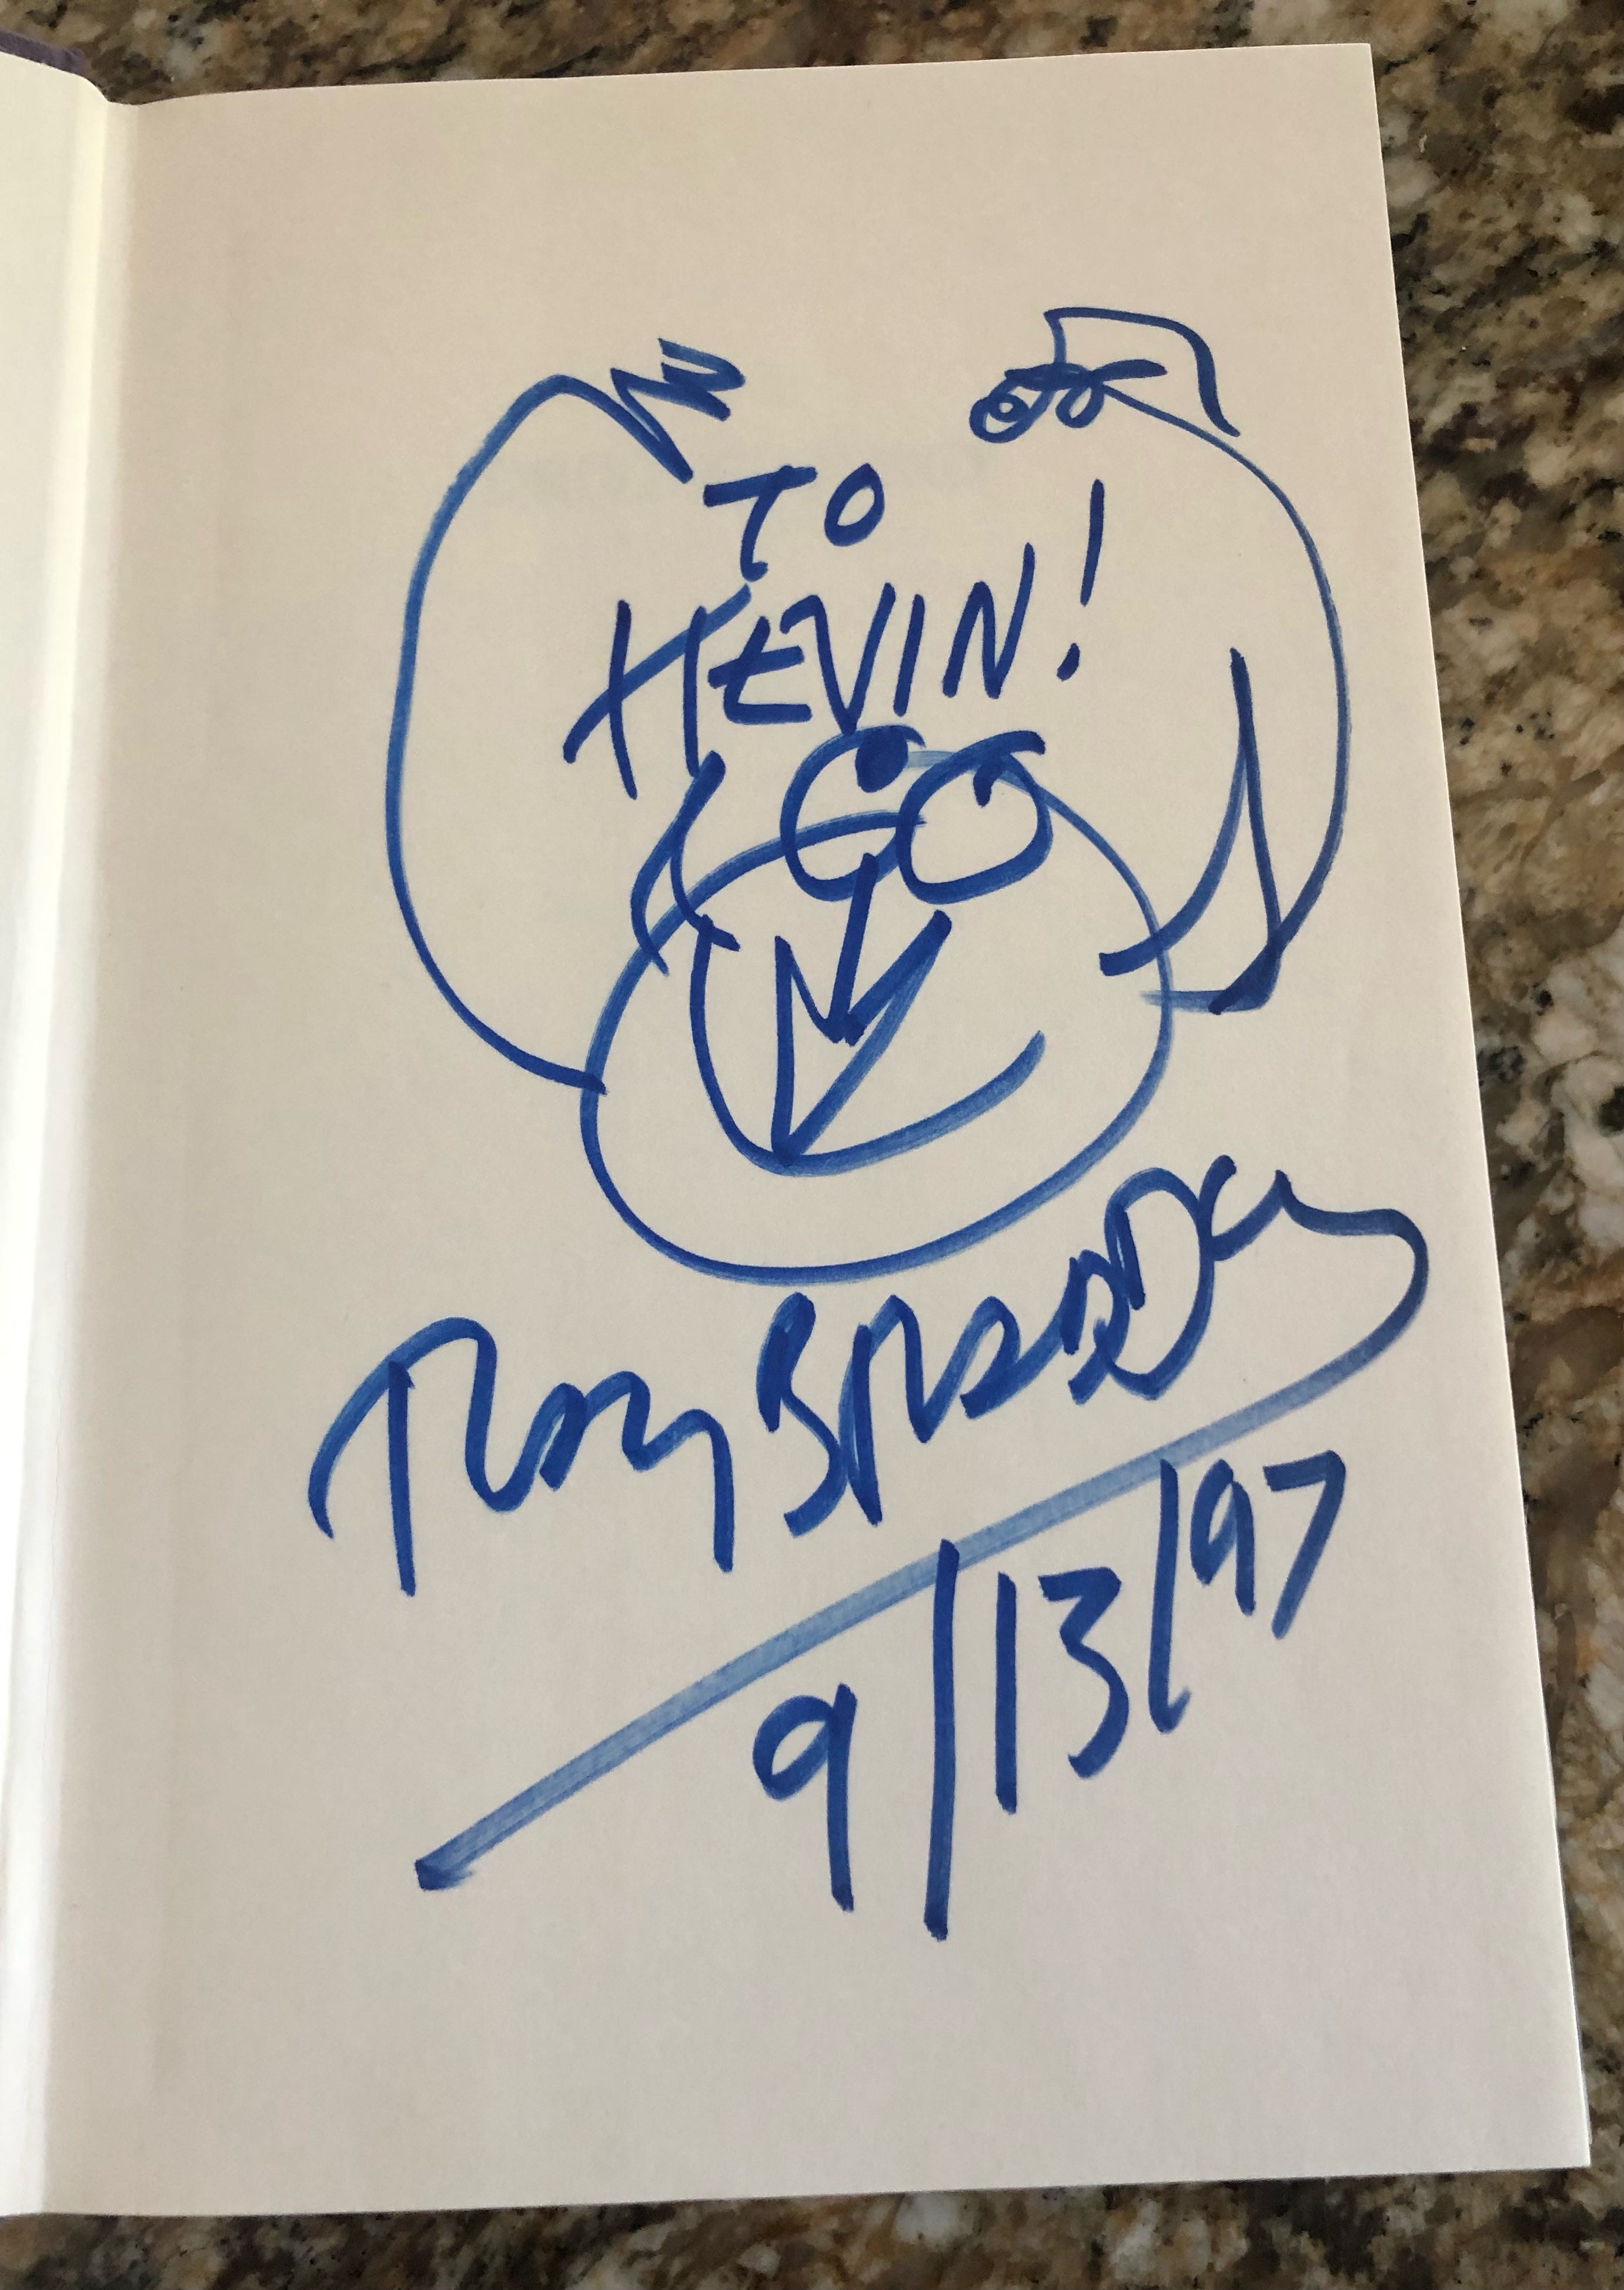 TO
KEVIN!
Ray Bradbury
9/13/97